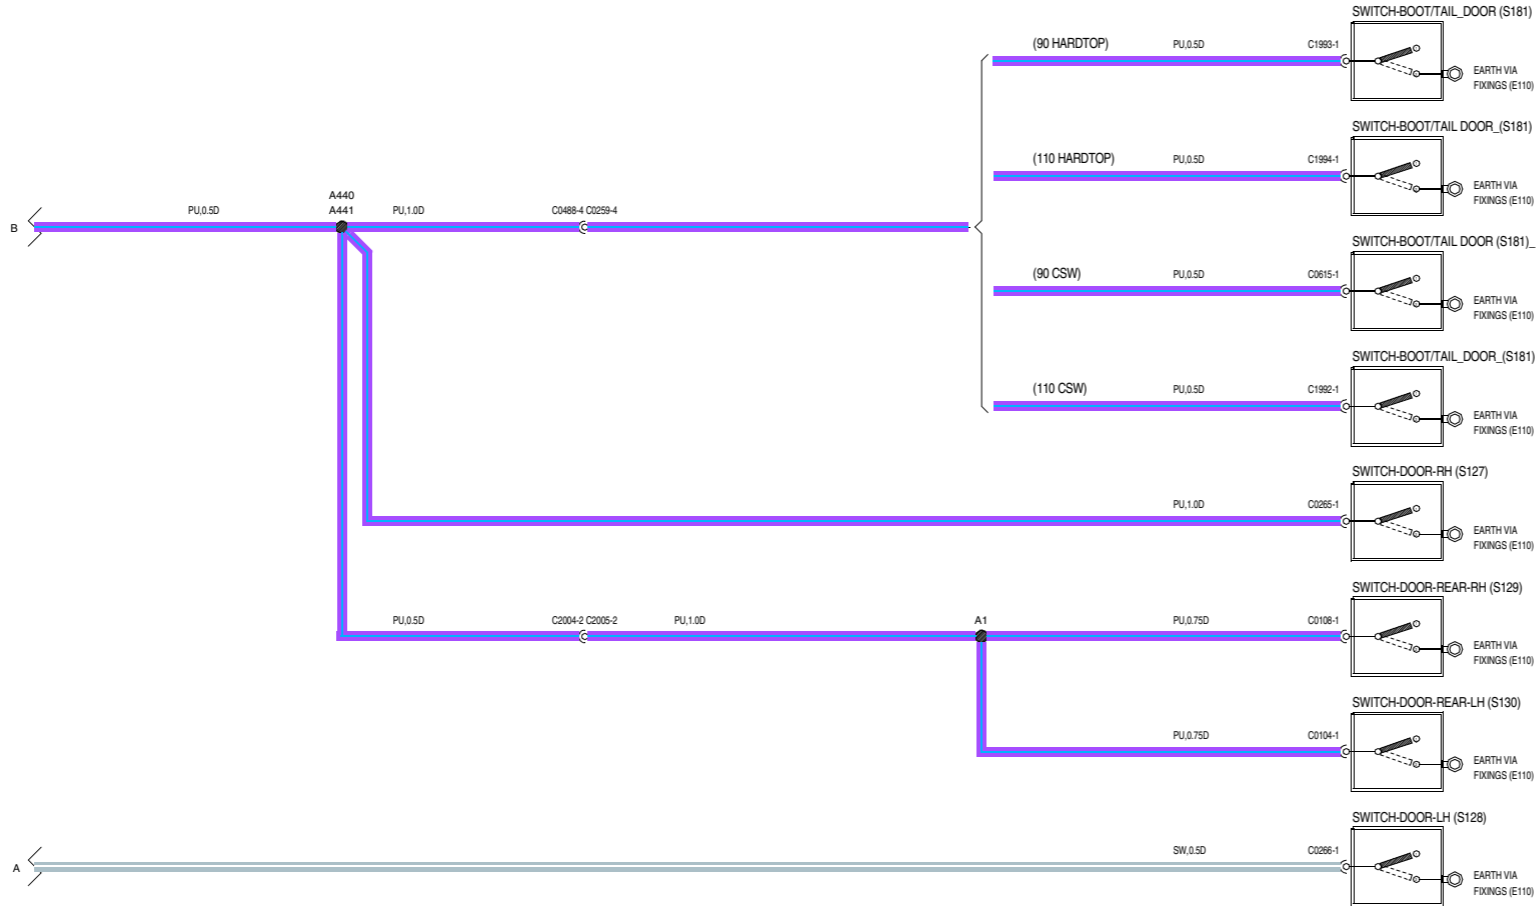 SWITCH-BOOT/TAIL_DOOR (S181)
(90 HARDTOP) PU,0.5D C1993-1
EARTH VIA
FIXINGS (E110)
SWITCH-BOOT/TAIL DOOR_(S181)
(110 HARDTOP) PU,0.5D C1994-1
EARTH VIA
FIXINGS (E110)
A440
A441
PU,0.5D PU,1.0D C0488-4 C0259-4
B
SWITCH-BOOT/TAIL DOOR (S181)_
(90 CSW) PU,0.5D C0615-1
EARTH VIA
FIXINGS (E110)
SWITCH-BOOT/TAIL_DOOR_(S181)
(110 CSW) PU,0.5D C1992-1
EARTH VIA
FIXINGS (E110)
SWITCH-DOOR-RH (S127)
PU,1.0D C0265-1
EARTH VIA
FIXINGS (E110)
SWITCH-DOOR-REAR-RH (S129)
PU,0.5D C2004-2 C2005-2 PU,1.0D A1 PU,0.75D C0108-1
EARTH VIA
FIXINGS (E110)
SWITCH-DOOR-REAR-LH (S130)
PU,0.75D C0104-1
EARTH VIA
FIXINGS (E110)
SWITCH-DOOR-LH (S128)
SW,0.5D C0266-1
A
EARTH VIA
FIXINGS (E110)